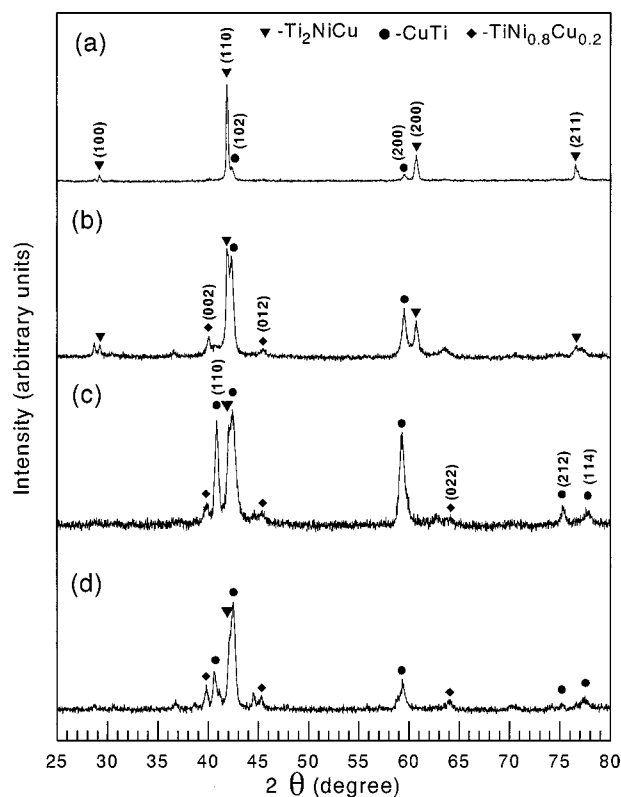 (a)
▼ -Ti2NiCu ● -CuTi ◆ -TiNi0.8Cu0.2
(100)
(110)
(102)
(200)
(200)
(211)
(b)
(002)
(012)
(c)
(110)
(022)
(212)
(114)
(d)
Intensity (arbitrary units)
25 30 35 40 45 50 55 60 65 70 75 80
2 θ (degree)